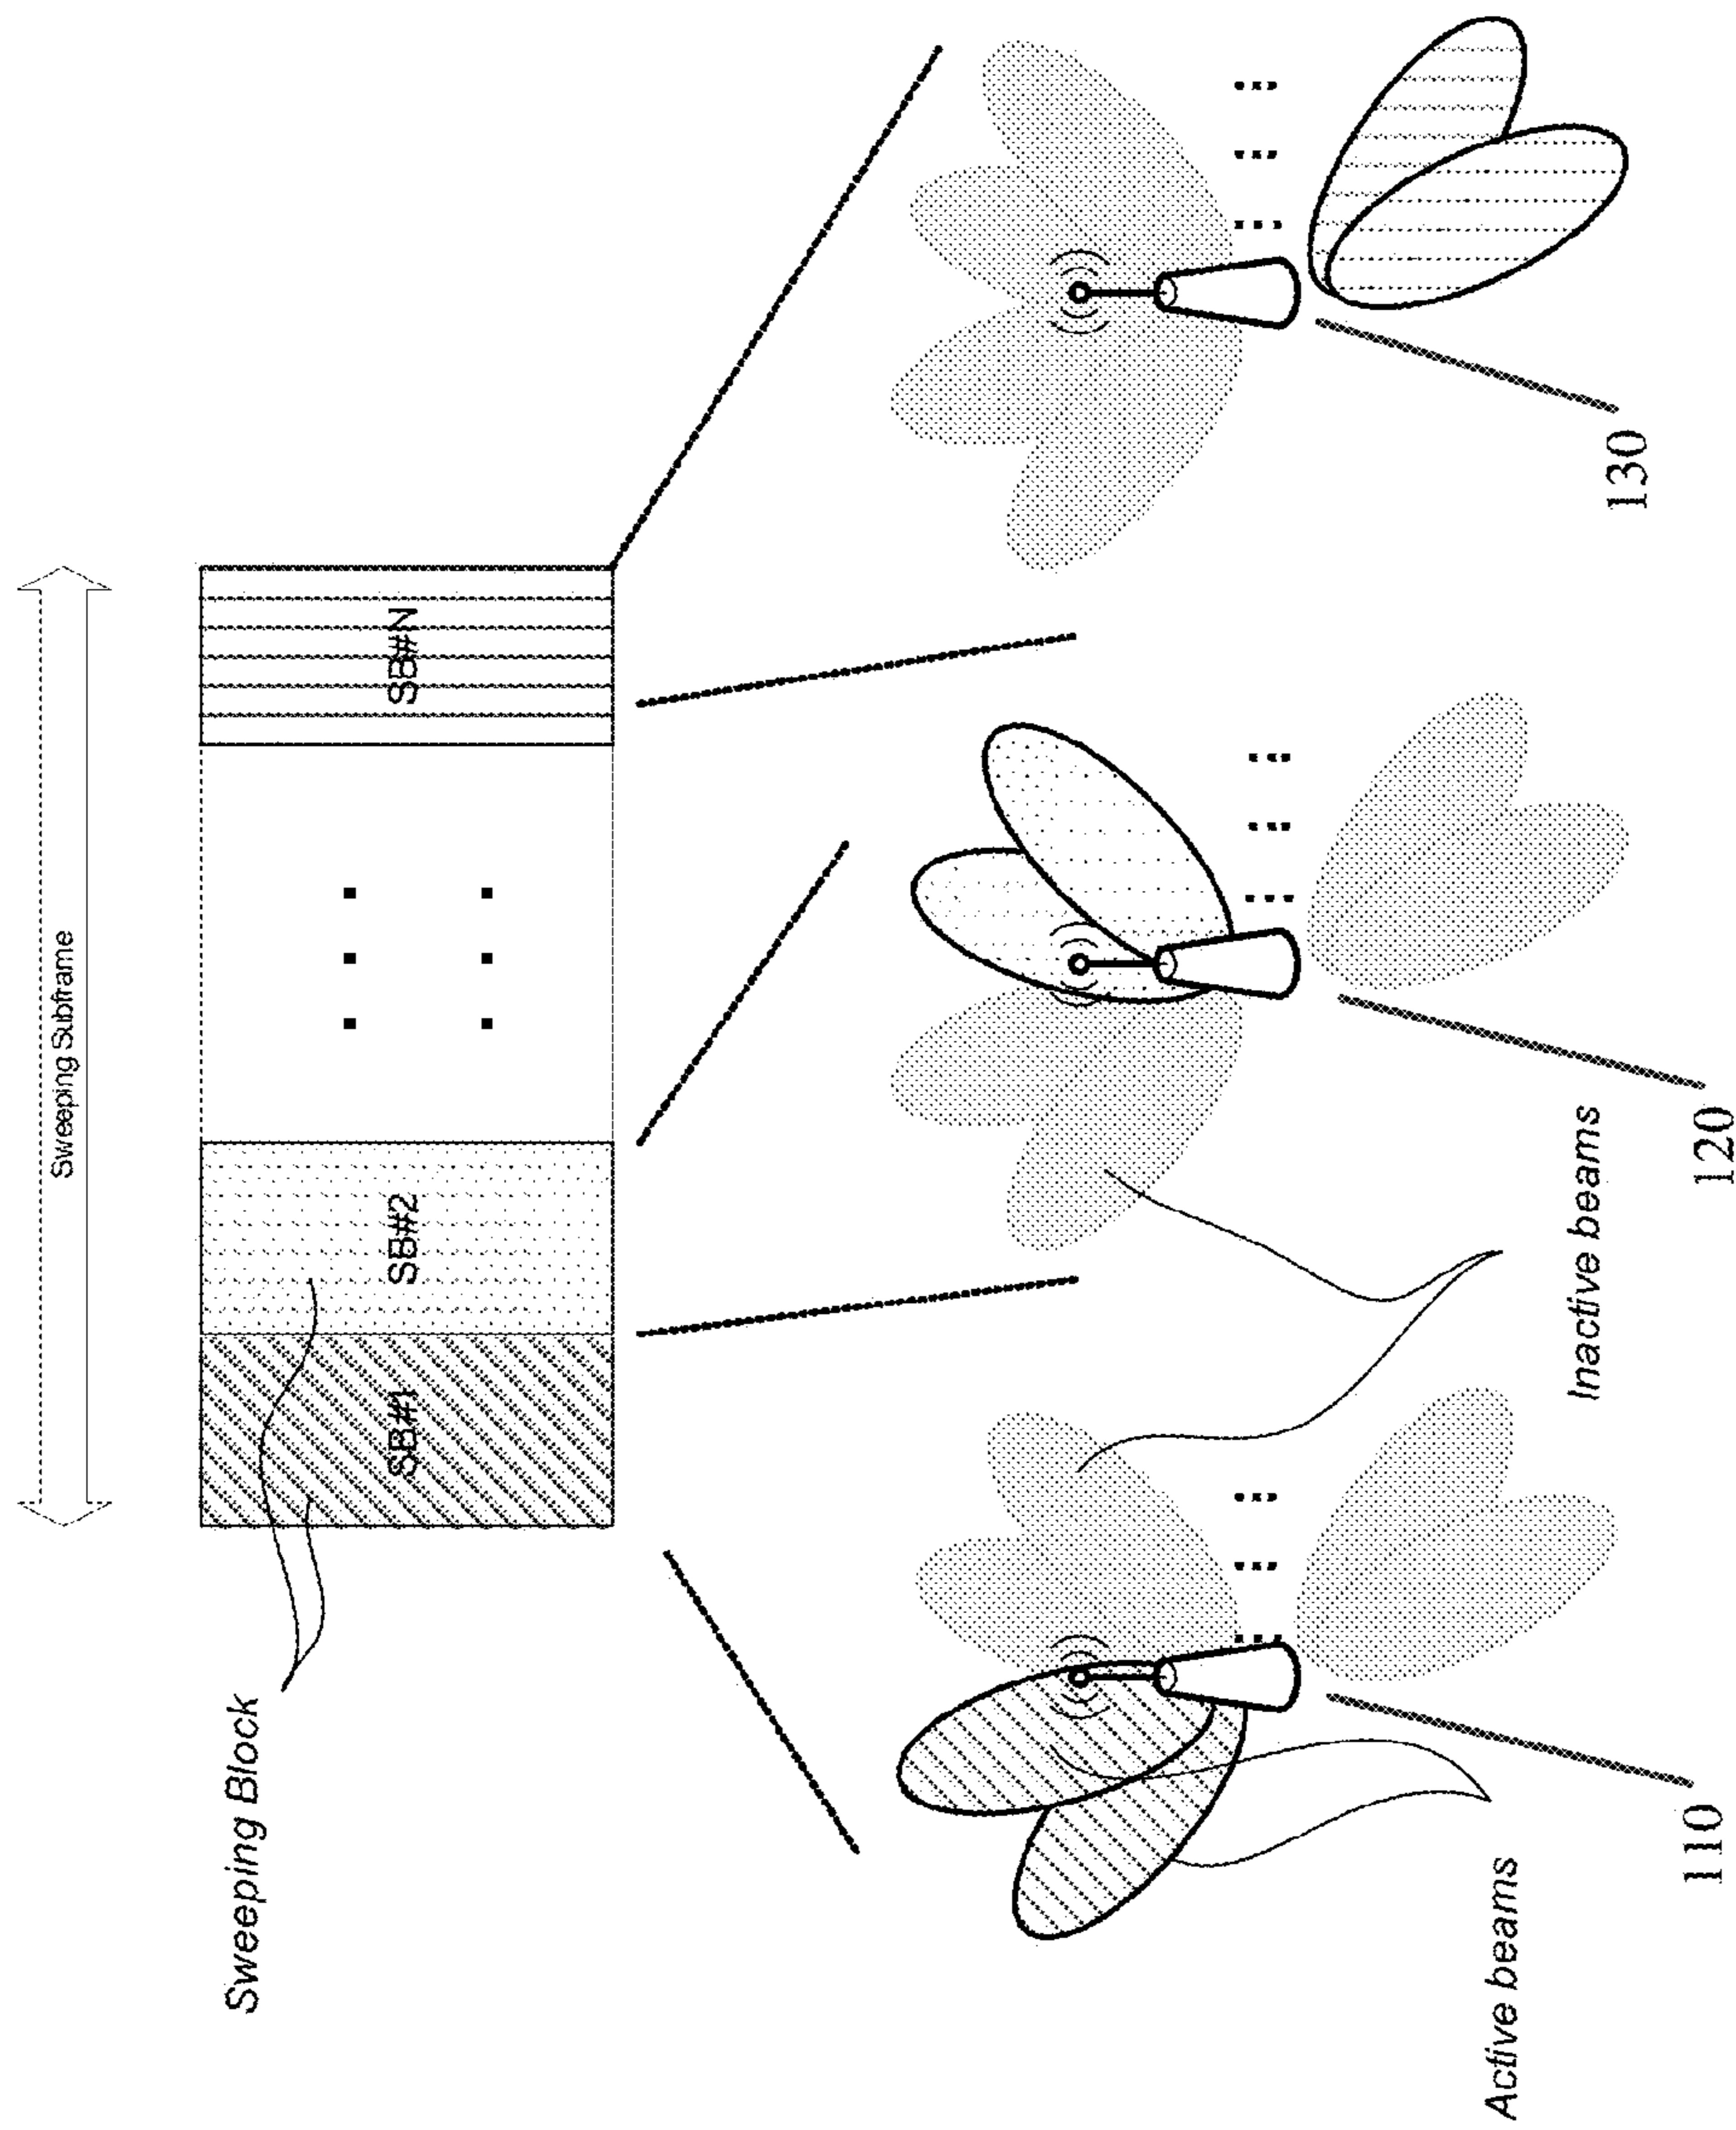 Sweeping Subframe
Sweeping Block
SB#1
SB#2
SB#N
Active beams
Inactive beams
110
120
130